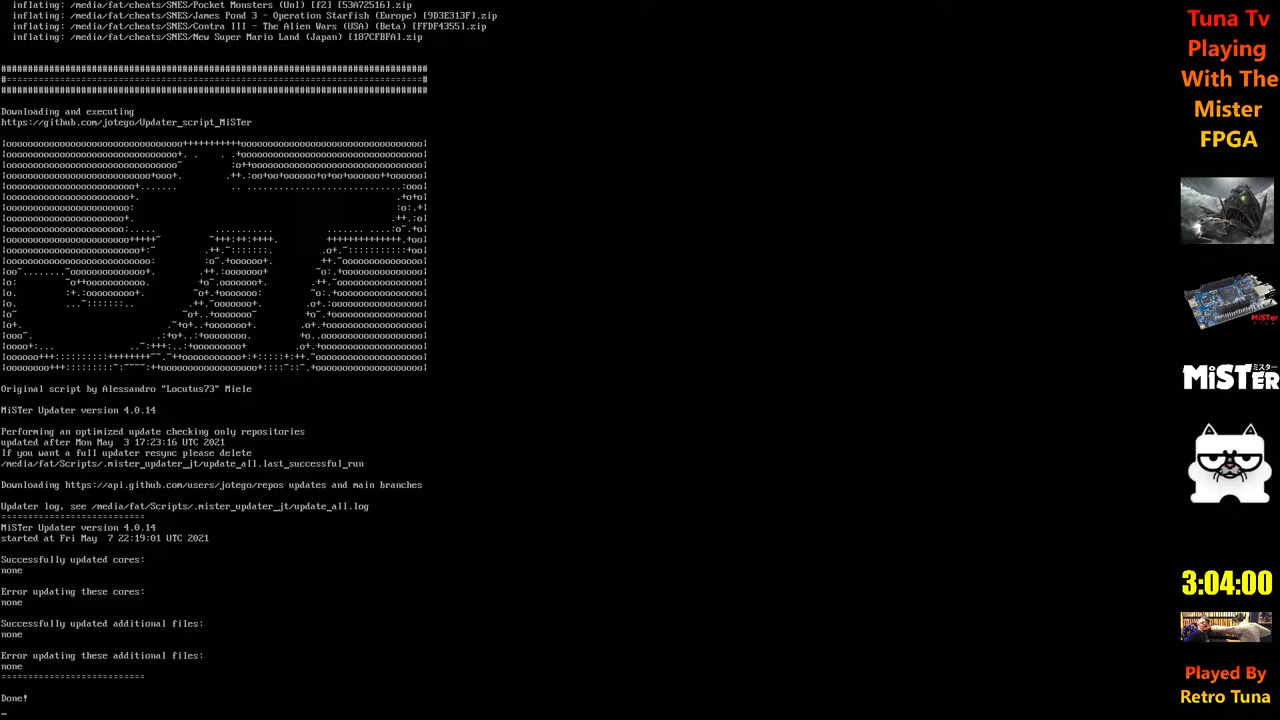 inflating: /media/fat/cheats/SNES/Pocket Monsters (Unl) [f2] [53A72516].zip
inflating: /media/fat/cheats/SNES/James Pond 3 - Operation Starfish (Europe) [9D3E313F].zip
inflating: /media/fat/cheats/SNES/Contra III - The Alien Wars (USA) (Beta) [FFDF4355].zip
inflating: /media/fat/cheats/SNES/New Super Mario Land (Japan) [187CFBFA].zip
Downloading and executing
https://github.com/jotego/Updater_script_MiSTer
Original script by Alessandro "Locutus73" Miele
MiSTer Updater version 4.0.14
Performing an optimized update checking only repositories
updated after Mon May  3 17:23:16 UTC 2021
If you want a full updater resync please delete
/media/fat/Scripts/.mister_updater_jt/update_all.last_successful_run
Downloading https://api.github.com/users/jotego/repos updates and main branches
Updater log, see /media/fat/Scripts/.mister_updater_jt/update_all.log
===========================
MiSTer Updater version 4.0.14
started at Fri May  7 22:19:01 UTC 2021
Successfully updated cores:
none
Error updating these cores:
none
Successfully updated additional files:
none
Error updating these additional files:
none
===========================
Done!
_
Tuna Tv
Playing
With The
Mister
FPGA
MiSTer
MiSTer
ミスター
3:04:00
Played By
Retro Tuna